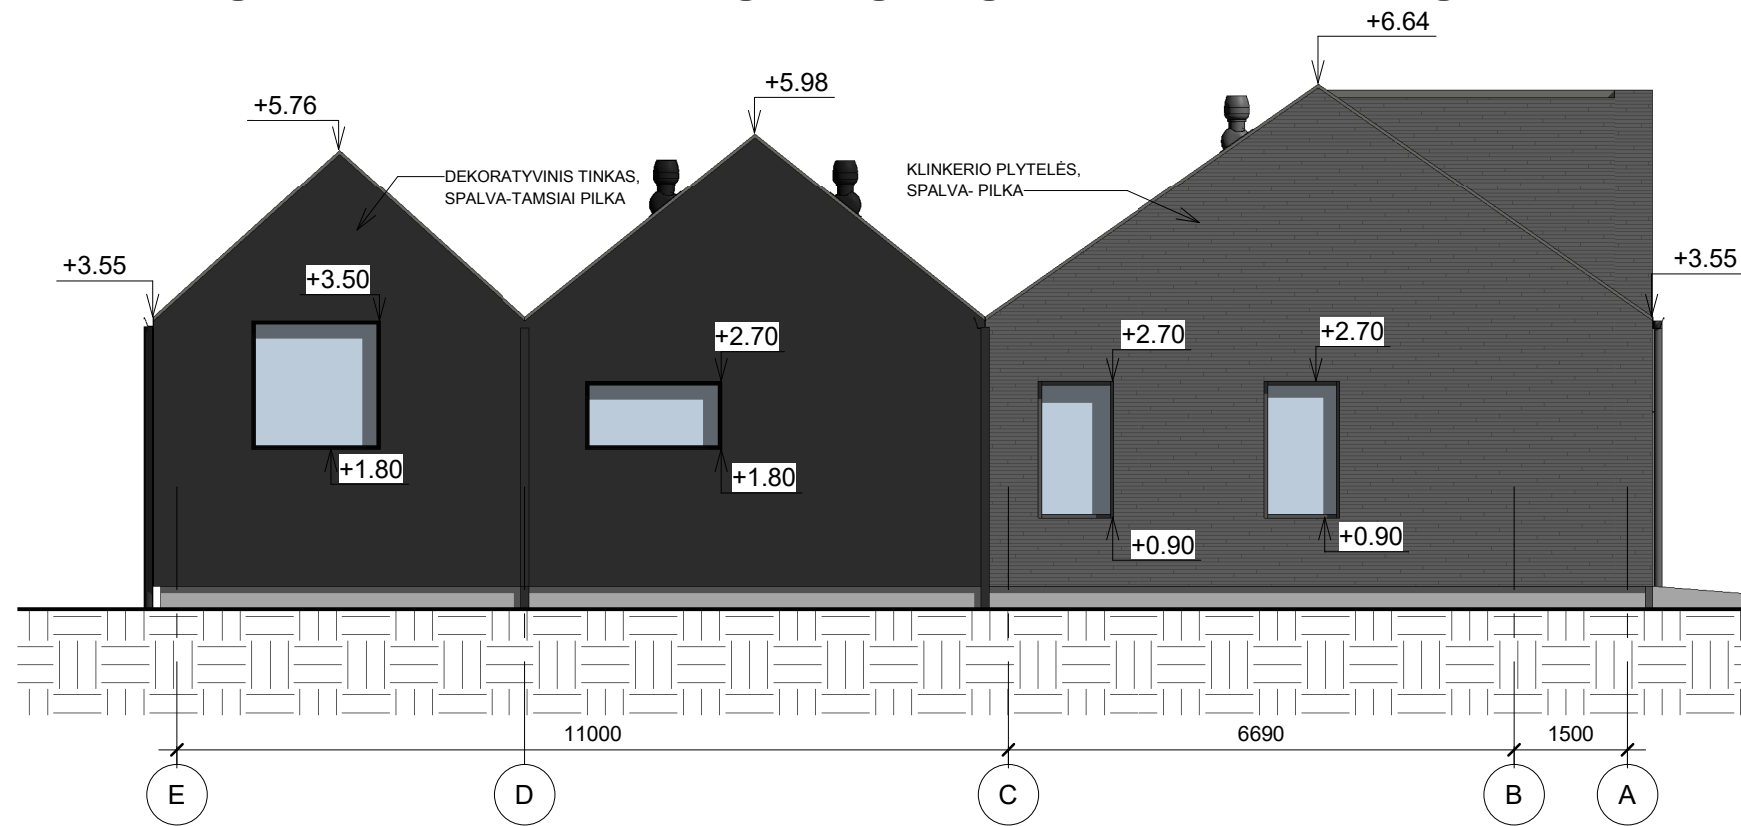 +6.64
+5.98
+5.76
DEKORATYVINIS TINKAS,
SPALVA-TAMSIAI PILKA
KLINKERIO PLYTELĖS,
SPALVA- PILKA
+3.55
+3.50
+3.55
+2.70
+2.70
+2.70
+1.80
+1.80
+0.90
+0.90
11000
6690
1500
E
D
C
B
A